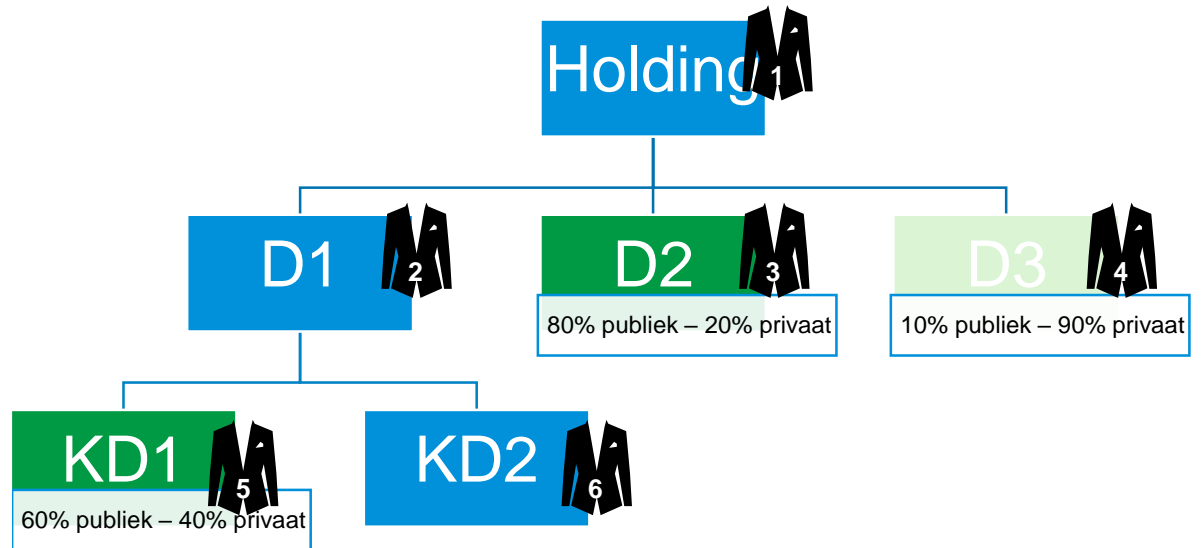 Holding
1
D1
2
D2
3
80% publiek – 20% privaat
D3
4
10% publiek – 90% privaat
KD1
5
60% publiek – 40% privaat
KD2
6